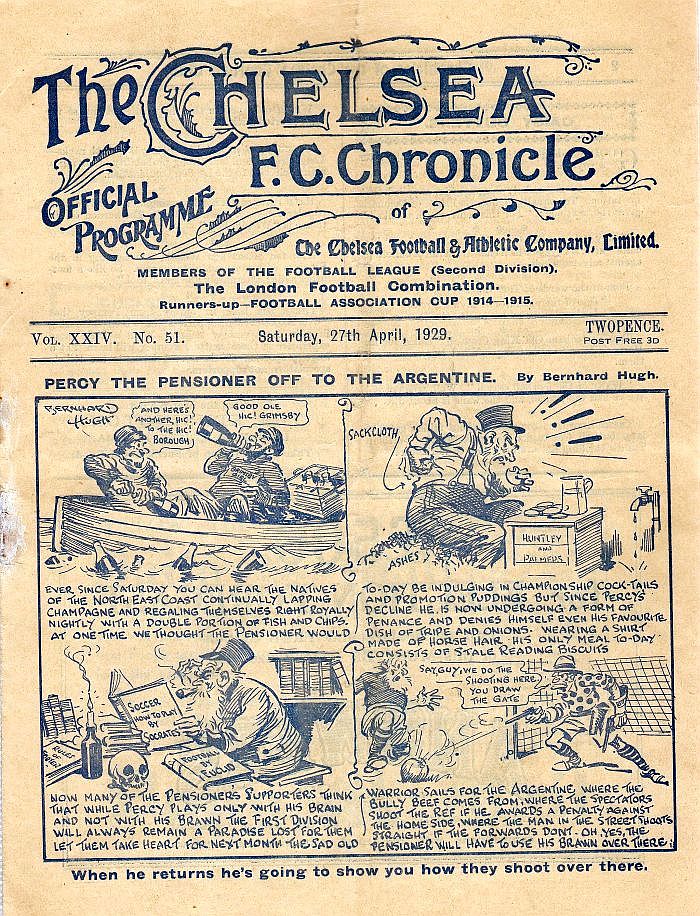 The CHELSEA
F.C. Chronicle
OFFICIAL
PROGRAMME
of
The Chelsea Football & Athletic Company, Limited.
MEMBERS OF THE FOOTBALL LEAGUE (Second Division).
The London Football Combination.
Runners-up—FOOTBALL ASSOCIATION CUP 1914—1915.
VOL. XXIV. No. 51.
Saturday, 27th April, 1929.
TWOPENCE.
POST FREE 3D
PERCY THE PENSIONER OFF TO THE ARGENTINE. By Bernhard Hugh.
BERNHARD
HUGH
"AND HERE'S
ANOTHER, HIC!
TO THE HIC!
BOROUGH
GOOD OLE
HIC! GRIMSBY
EVER SINCE SATURDAY YOU CAN HEAR THE NATIVES
OF THE NORTH EAST COAST CONTINUALLY LAPPING
CHAMPAGNE AND REGALING THEMSELVES RIGHT ROYALLY
NIGHTLY WITH A DOUBLE PORTION OF FISH AND CHIPS.
AT ONE TIME WE THOUGHT THE PENSIONER WOULD
SACKCLOTH
ASHES
HUNTLEY
AND
PALMERS
TO-DAY BE INDULGING IN CHAMPIONSHIP COCK-TAILS
AND PROMOTION PUDDINGS BUT SINCE PERCY'S
DECLINE HE IS NOW UNDERGOING A FORM OF
PENANCE AND DENIES HIMSELF EVEN HIS FAVOURITE
DISH OF TRIPE AND ONIONS. WEARING A SHIRT
MADE OF HORSE HAIR HIS ONLY MEAL TO-DAY
CONSISTS OF STALE READING BISCUITS
SOCCER
HOW TO PLAY
BY
SOCRATES
FOOTBALL
BY
EUCLID
NOW MANY OF THE PENSIONERS SUPPORTERS THINK
THAT WHILE PERCY PLAYS ONLY WITH HIS BRAIN
AND NOT WITH HIS BRAWN THE FIRST DIVISION
WILL ALWAYS REMAIN A PARADISE LOST FOR THEM
LET THEM TAKE HEART FOR NEXT MONTH THE SAD OLD
SAY, GUY, WE DO THE
SHOOTING HERE,
YOU DRAW
THE GATE
WARRIOR SAILS FOR THE ARGENTINE WHERE THE
BULLY BEEF COMES FROM, WHERE THE SPECTATORS
SHOOT THE REF IF HE AWARDS A PENALTY AGAINST
THE HOME SIDE, WHERE THE MAN IN THE STREET SHOOTS
STRAIGHT IF THE FORWARDS DONT. OH YES, THE
PENSIONER WILL HAVE TO USE HIS BRAWN OVER THERE;
When he returns he's going to show you how they shoot over there.